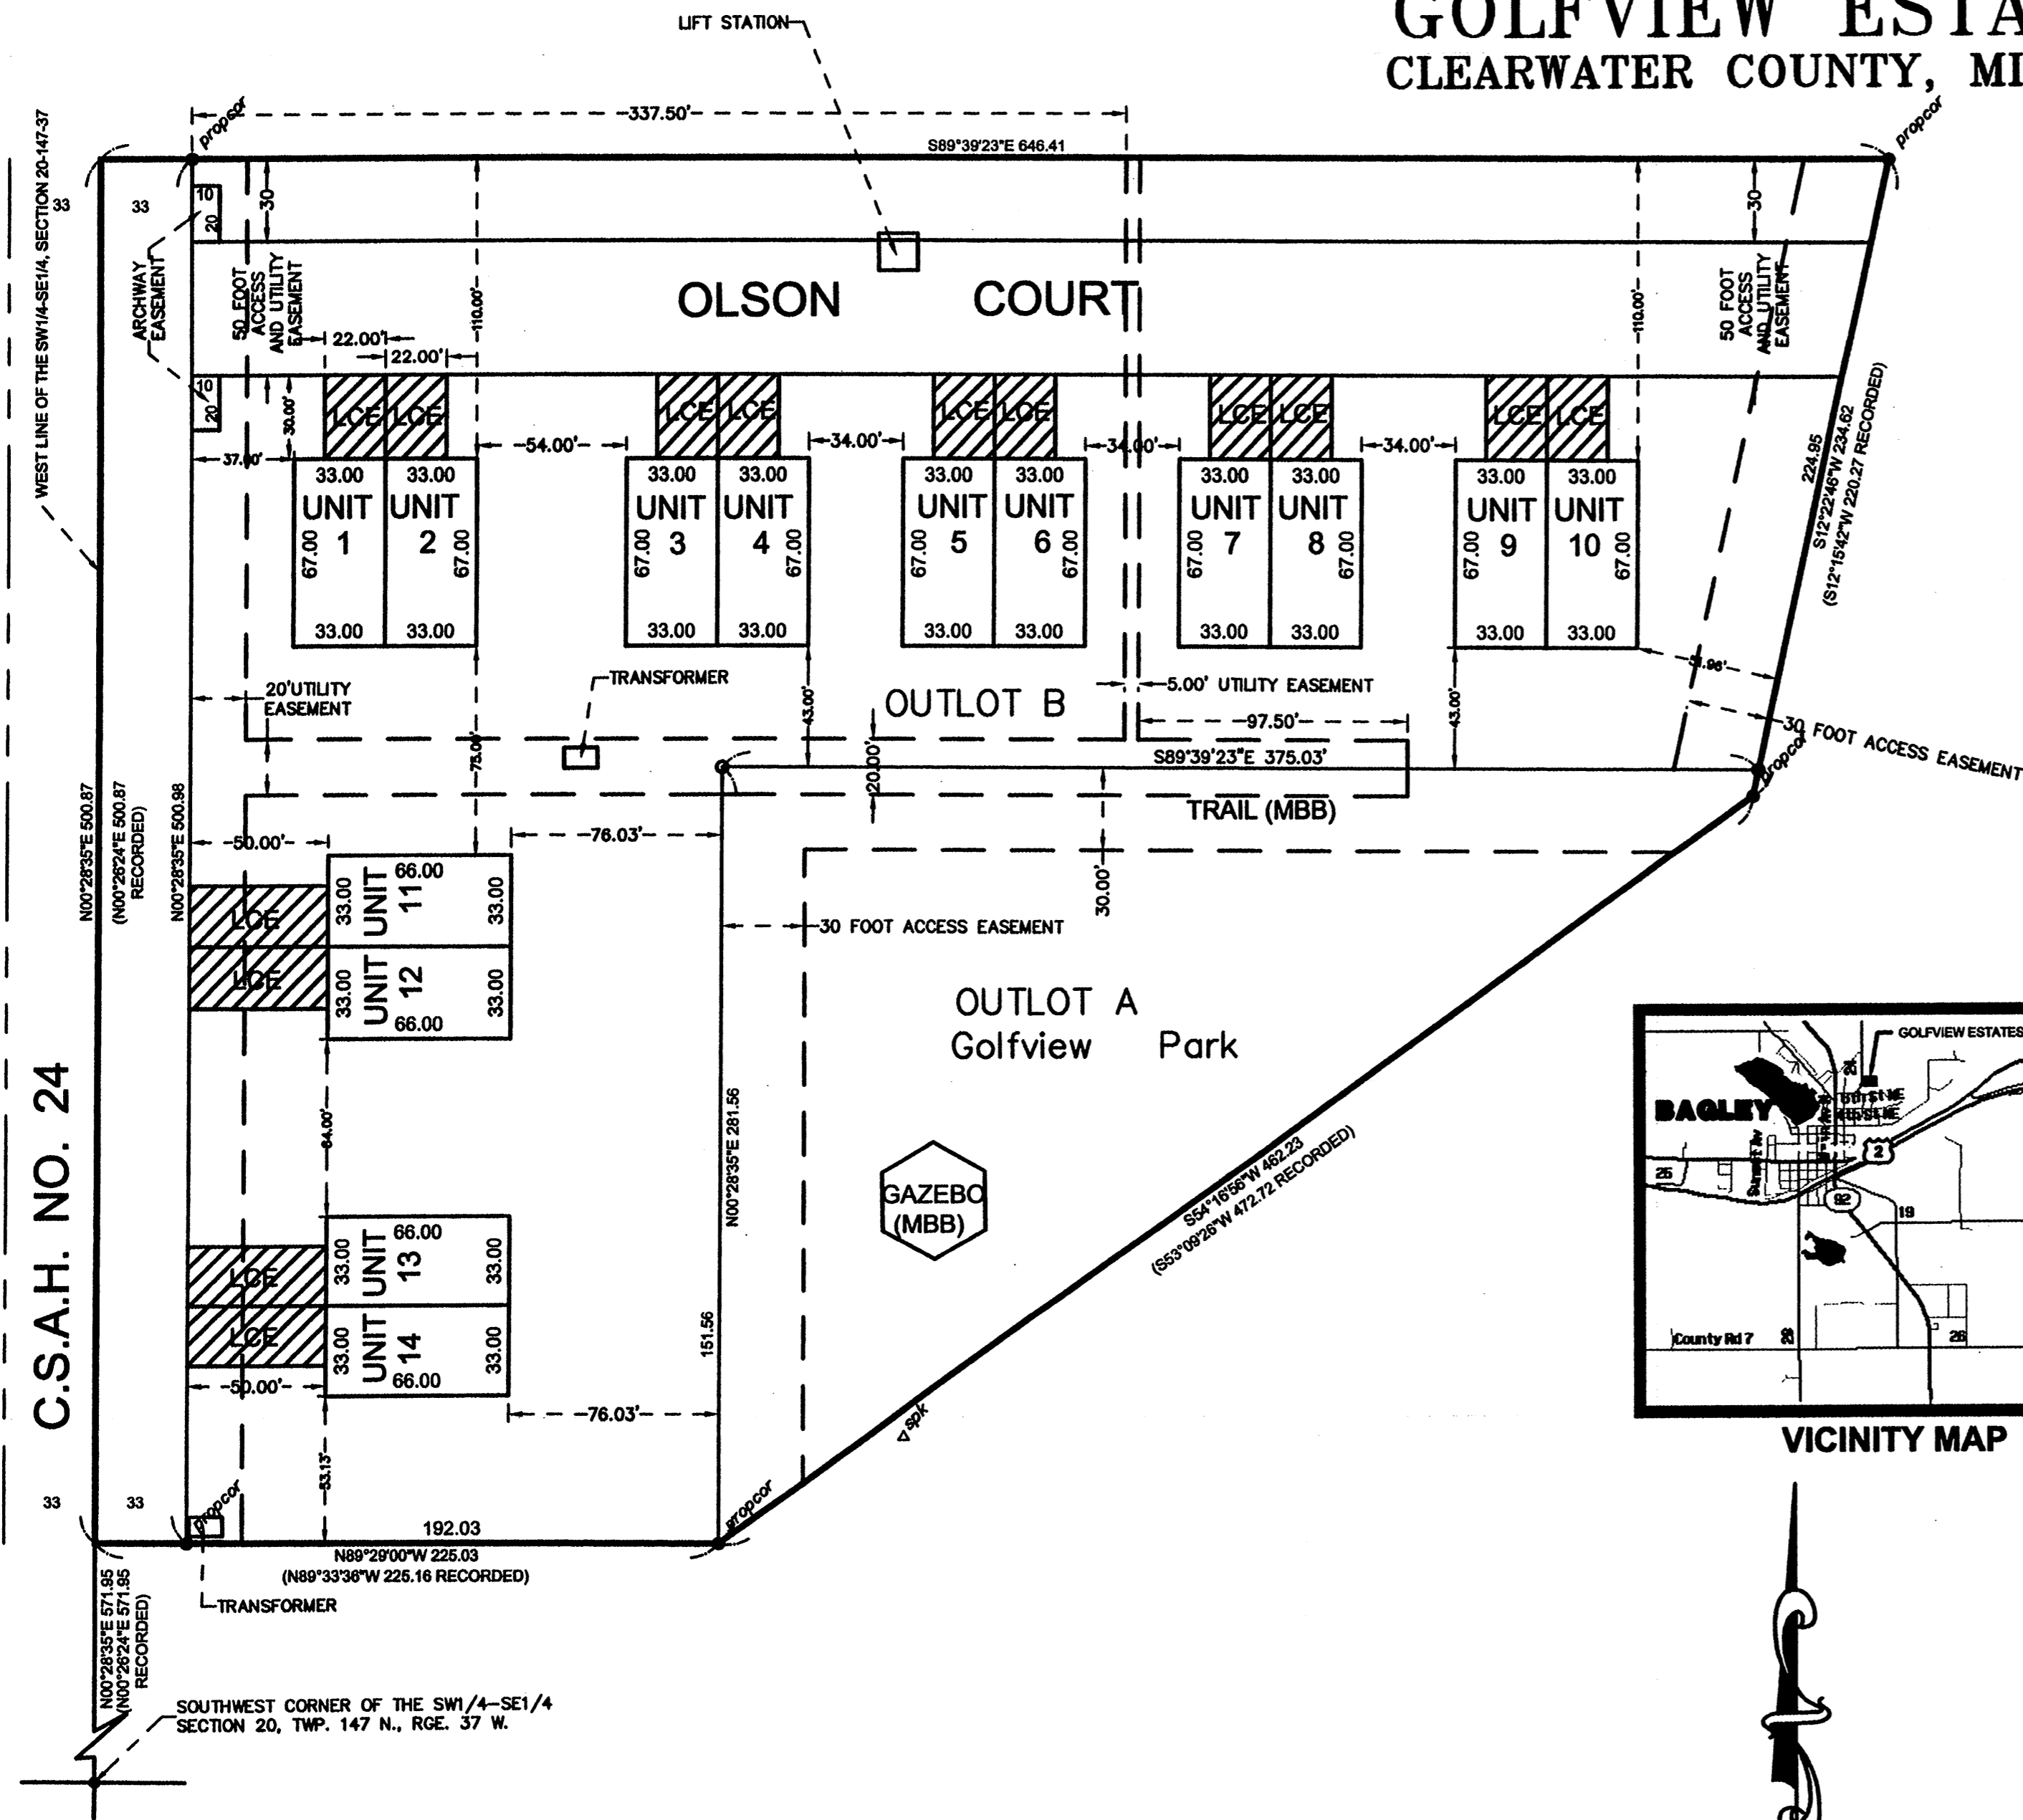 GOLFVIEW ESTA
CLEARWATER COUNTY, MI
LIFT STATION
337.50'
S89°39'23"E 646.41
propcor
propcor
WEST LINE OF THE SW1/4-SE1/4, SECTION 20-147-37
33
33
10
20
30
30
ARCHWAY
EASEMENT
50 FOOT
ACCESS
AND UTILITY
EASEMENT
110.00'
OLSON COURT
110.00'
50 FOOT
ACCESS
AND UTILITY
EASEMENT
22.00'
22.00'
10
20
30.00'
LCE
LCE
LCE
LCE
LCE
LCE
LCE
LCE
LCE
LCE
37.00'
54.00'
34.00'
34.00'
34.00'
224.95
S12°22'46"W 234.62
(S12°15'42"W 220.27 RECORDED)
33.00
33.00
33.00
33.00
33.00
33.00
33.00
33.00
33.00
33.00
UNIT
1
UNIT
2
UNIT
3
UNIT
4
UNIT
5
UNIT
6
UNIT
7
UNIT
8
UNIT
9
UNIT
10
67.00
67.00
67.00
67.00
67.00
67.00
67.00
67.00
67.00
67.00
33.00
33.00
33.00
33.00
33.00
33.00
33.00
33.00
33.00
33.00
20'UTILITY
EASEMENT
TRANSFORMER
75.00'
43.00'
OUTLOT B
5.00' UTILITY EASEMENT
97.50'
43.00'
30 FOOT ACCESS EASEMENT
propcor
20.00'
S89°39'23"E 375.03'
TRAIL (MBB)
30.00'
N00°28'35"E 500.87
(N00°26'24"E 500.87
RECORDED)
N00°28'35"E 500.98
50.00'
76.03'
66.00
33.00
UNIT
11
33.00
LCE
30 FOOT ACCESS EASEMENT
LCE
33.00
UNIT
12
33.00
66.00
OUTLOT A
Golfview Park
C.S.A.H. NO. 24
64.00'
N00°28'35"E 281.56
GAZEBO
(MBB)
S54°16'56"W 462.23
(S53°09'26"W 472.72 RECORDED)
66.00
33.00
UNIT
13
33.00
LCE
LCE
33.00
UNIT
14
33.00
66.00
151.56
50.00'
76.03'
spk
53.13'
33
33
propcor
propcor
192.03
N89°29'00"W 225.03
(N89°33'36"W 225.16 RECORDED)
TRANSFORMER
N00°28'35"E 571.95
(N00°26'24"E 571.95
RECORDED)
SOUTHWEST CORNER OF THE SW1/4-SE1/4
SECTION 20, TWP. 147 N., RGE. 37 W.
GOLFVIEW ESTATES
24
BAGLEY
2
25
92
19
County Rd 7
28
26
VICINITY MAP